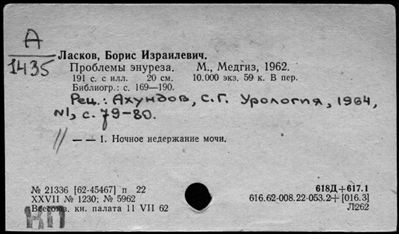 А
1435
Ласков, Борис Израилевич.
Проблемы энуреза. М., Медгиз, 1962.
191 с. с илл. 20 см. 10.000 экз. 59 к. В пер.
Библиогр.: с. 169—190.
Рец.: Ахундов, С.Г. Урология, 1964,
№1, с. 79-80.
— — 1. Ночное недержание мочи.
№ 21336 [62-45467] п 22
XXVII № 1230; № 5962
Всесоюзн. кн. палата 11 VII 62
618Д+617.1
616.62-008.22-053.2+[016.3]
Л262